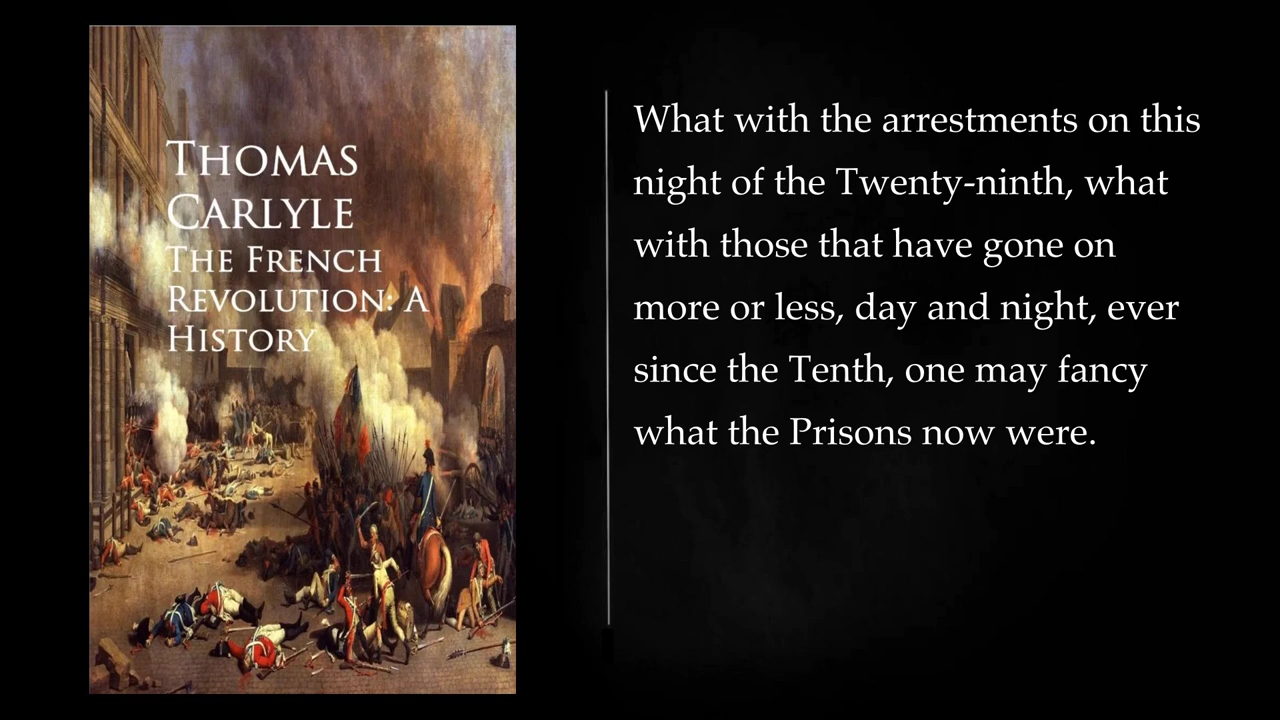 THOMAS
CARLYLE
THE FRENCH
REVOLUTION: A
HISTORY
What with the arrestments on this
night of the Twenty-ninth, what
with those that have gone on
more or less, day and night, ever
since the Tenth, one may fancy
what the Prisons now were.